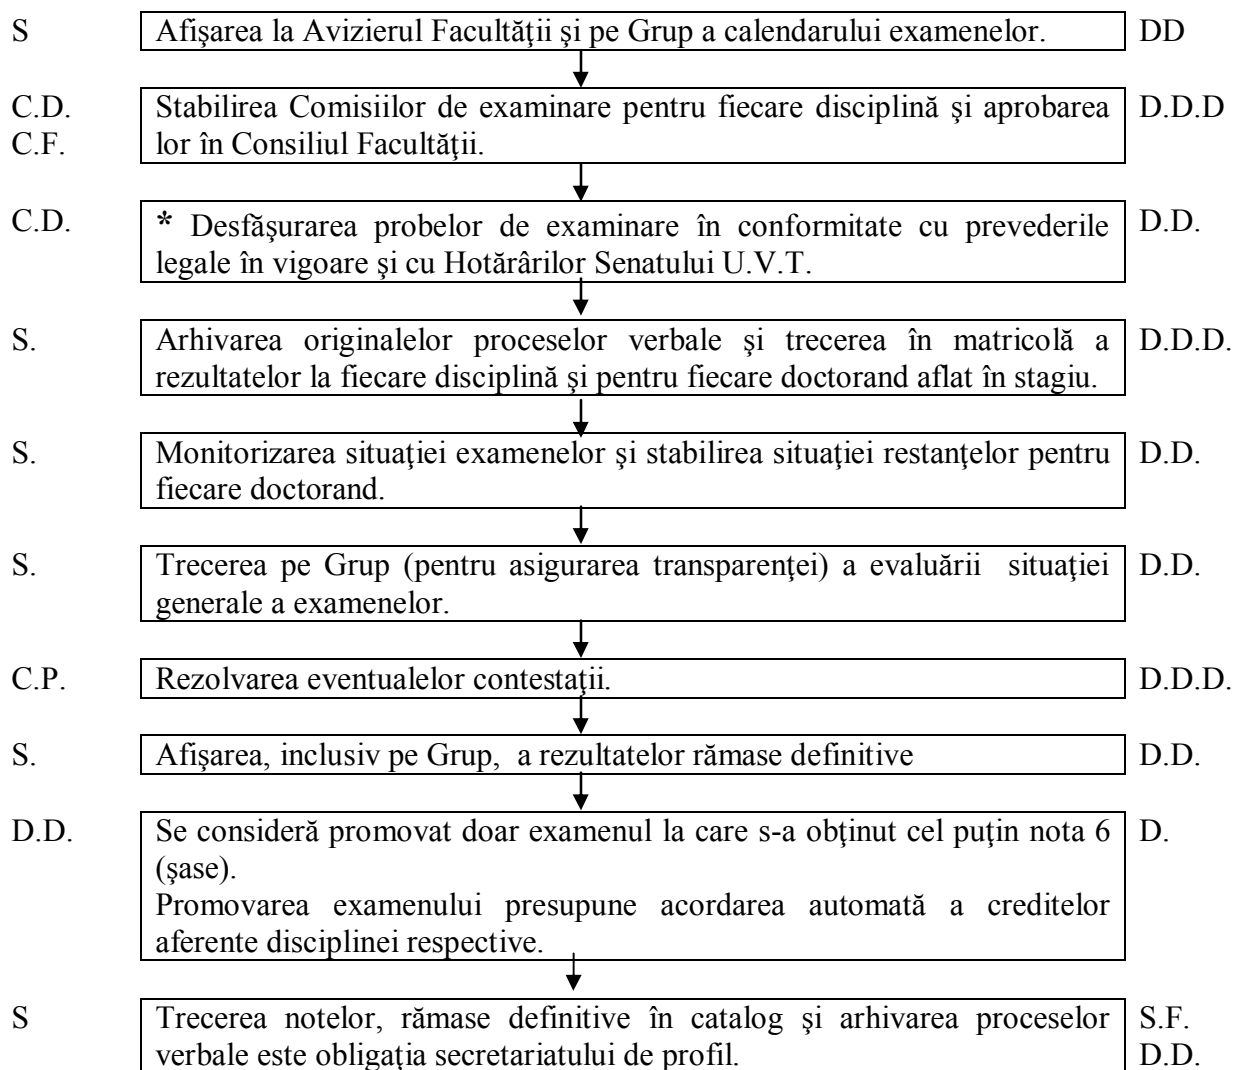 S Afişarea la Avizierul Facultăţii şi pe Grup a calendarului examenelor. DD
C.D. Stabilirea Comisiilor de examinare pentru fiecare disciplină şi aprobarea D.D.D
C.F. lor în Consiliul Facultăţii.
C.D. * Desfăşurarea probelor de examinare în conformitate cu prevederile D.D.
legale în vigoare şi cu Hotărârilor Senatului U.V.T.
S. Arhivarea originalelor proceselor verbale şi trecerea în matricolă a D.D.D.
rezultatelor la fiecare disciplină şi pentru fiecare doctorand aflat în stagiu.
S. Monitorizarea situaţiei examenelor şi stabilirea situaţiei restanţelor pentru D.D.
fiecare doctorand.
S. Trecerea pe Grup (pentru asigurarea transparenţei) a evaluării situaţiei D.D.
generale a examenelor.
C.P. Rezolvarea eventualelor contestaţii. D.D.D.
S. Afişarea, inclusiv pe Grup, a rezultatelor rămase definitive D.D.
D.D. Se consideră promovat doar examenul la care s-a obţinut cel puţin nota 6 D.
(şase).
Promovarea examenului presupune acordarea automată a creditelor
aferente disciplinei respective.
S Trecerea notelor, rămase definitive în catalog şi arhivarea proceselor S.F.
verbale este obligaţia secretariatului de profil. D.D.